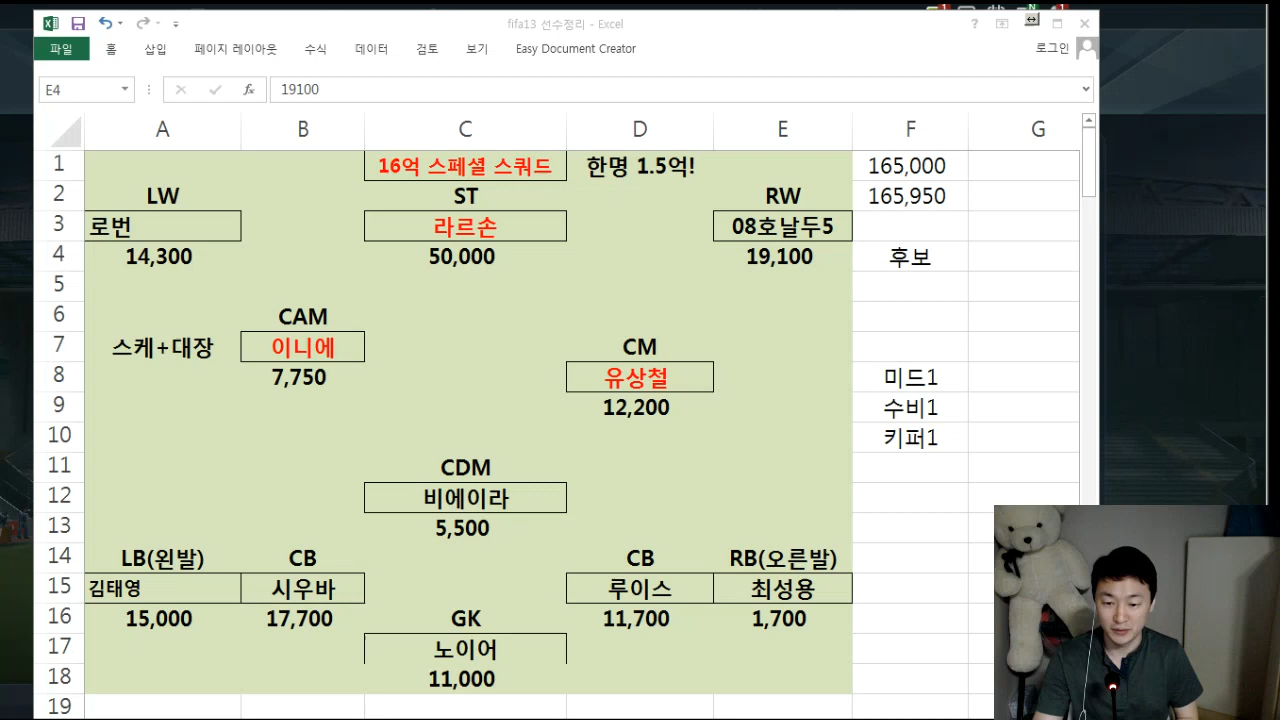 fifa13 선수정리 - Excel
파일 홈 삽입 페이지 레이아웃 수식 데이터 검토 보기 Easy Document Creator 로그인
E4 fx 19100
A B C D E F G
1 16억 스페셜 스쿼드 한명 1.5억! 165,000
2 LW ST RW 165,950
3 로번 라르손 08호날두5
4 14,300 50,000 19,100 후보
5
6 CAM
7 스케+대장 이니에 CM
8 7,750 유상철 미드1
9 12,200 수비1
10 키퍼1
11 CDM
12 비에이라
13 5,500
14 LB(왼발) CB CB RB(오른발)
15 김태영 시우바 루이스 최성용
16 15,000 17,700 GK 11,700 1,700
17 노이어
18 11,000
19